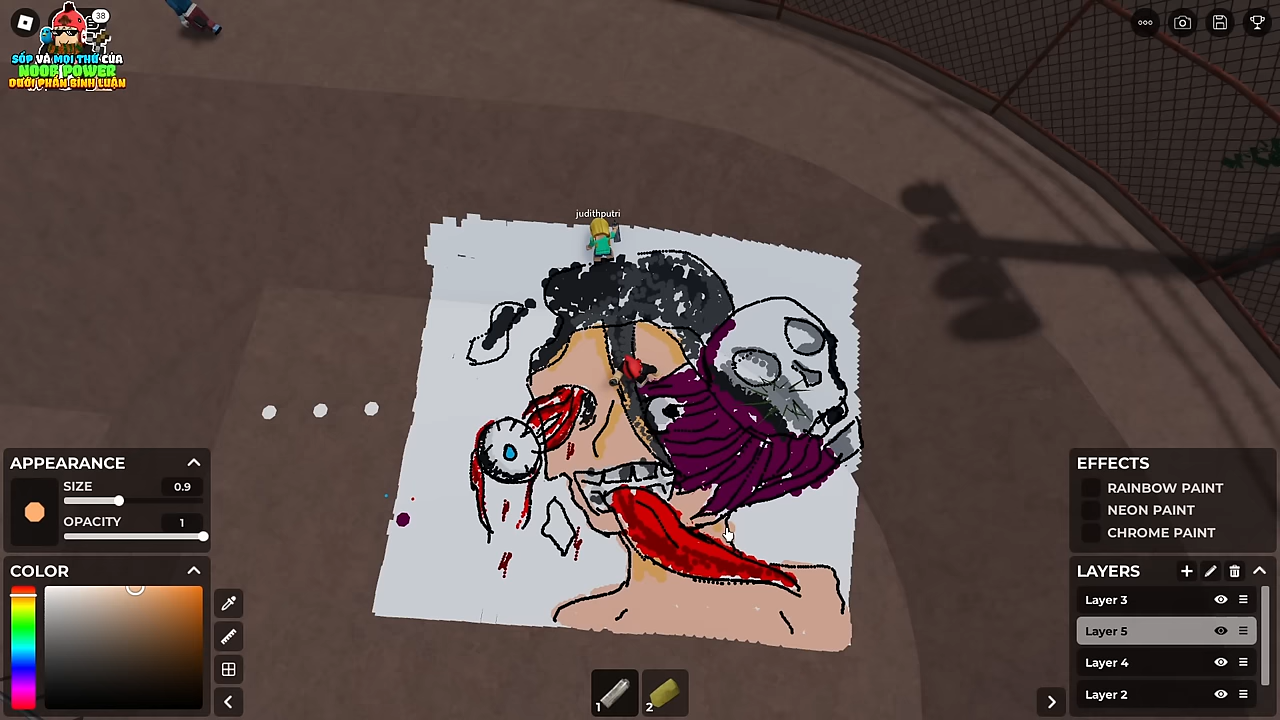 38
SỐP VÀ MỌI THỨ CỦA
NOOB POWER
DƯỚI PHẦN BÌNH LUẬN
judithputri
APPEARANCE
SIZE
0.9
OPACITY
1
COLOR
1
2
EFFECTS
RAINBOW PAINT
NEON PAINT
CHROME PAINT
LAYERS
Layer 3
Layer 5
Layer 4
Layer 2